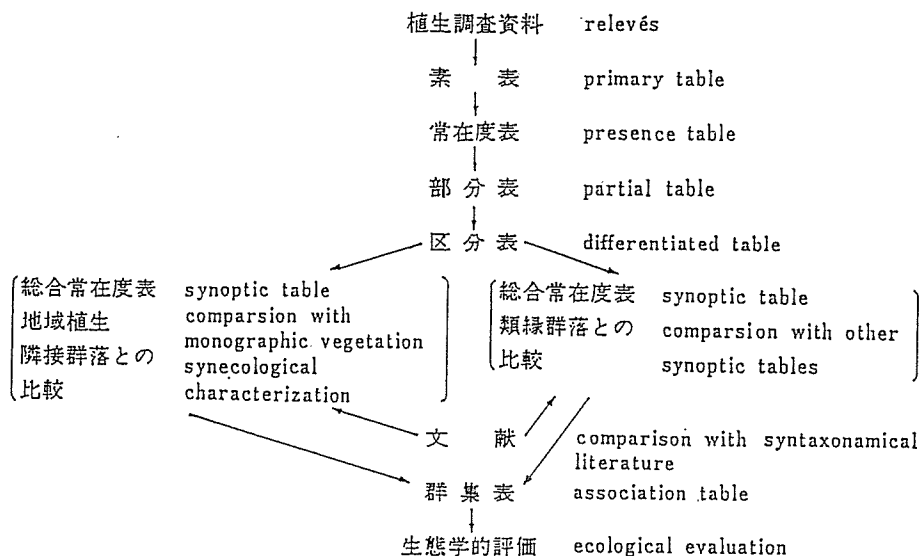 植生調査資料 relevés
素 表 primary table
常在度表 presence table
部分表 partial table
区分表 differentiated table
総合常在度表 synoptic table
地域植生 comparsion with
monographic vegetation
隣接群落との synecological
比較 characterization
総合常在度表 synoptic table
類縁群落との comparsion with other
比較 synoptic tables
文 献 comparison with syntaxonamical
literature
群集表 association table
生態学的評価 ecological evaluation